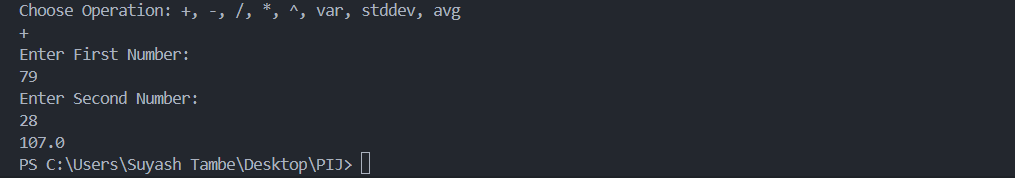 Choose Operation: +, -, /, *, ^, var, stddev, avg
+
Enter First Number:
79
Enter Second Number:
28
107.0
PS C:\Users\Suyash Tambe\Desktop\PIJ>